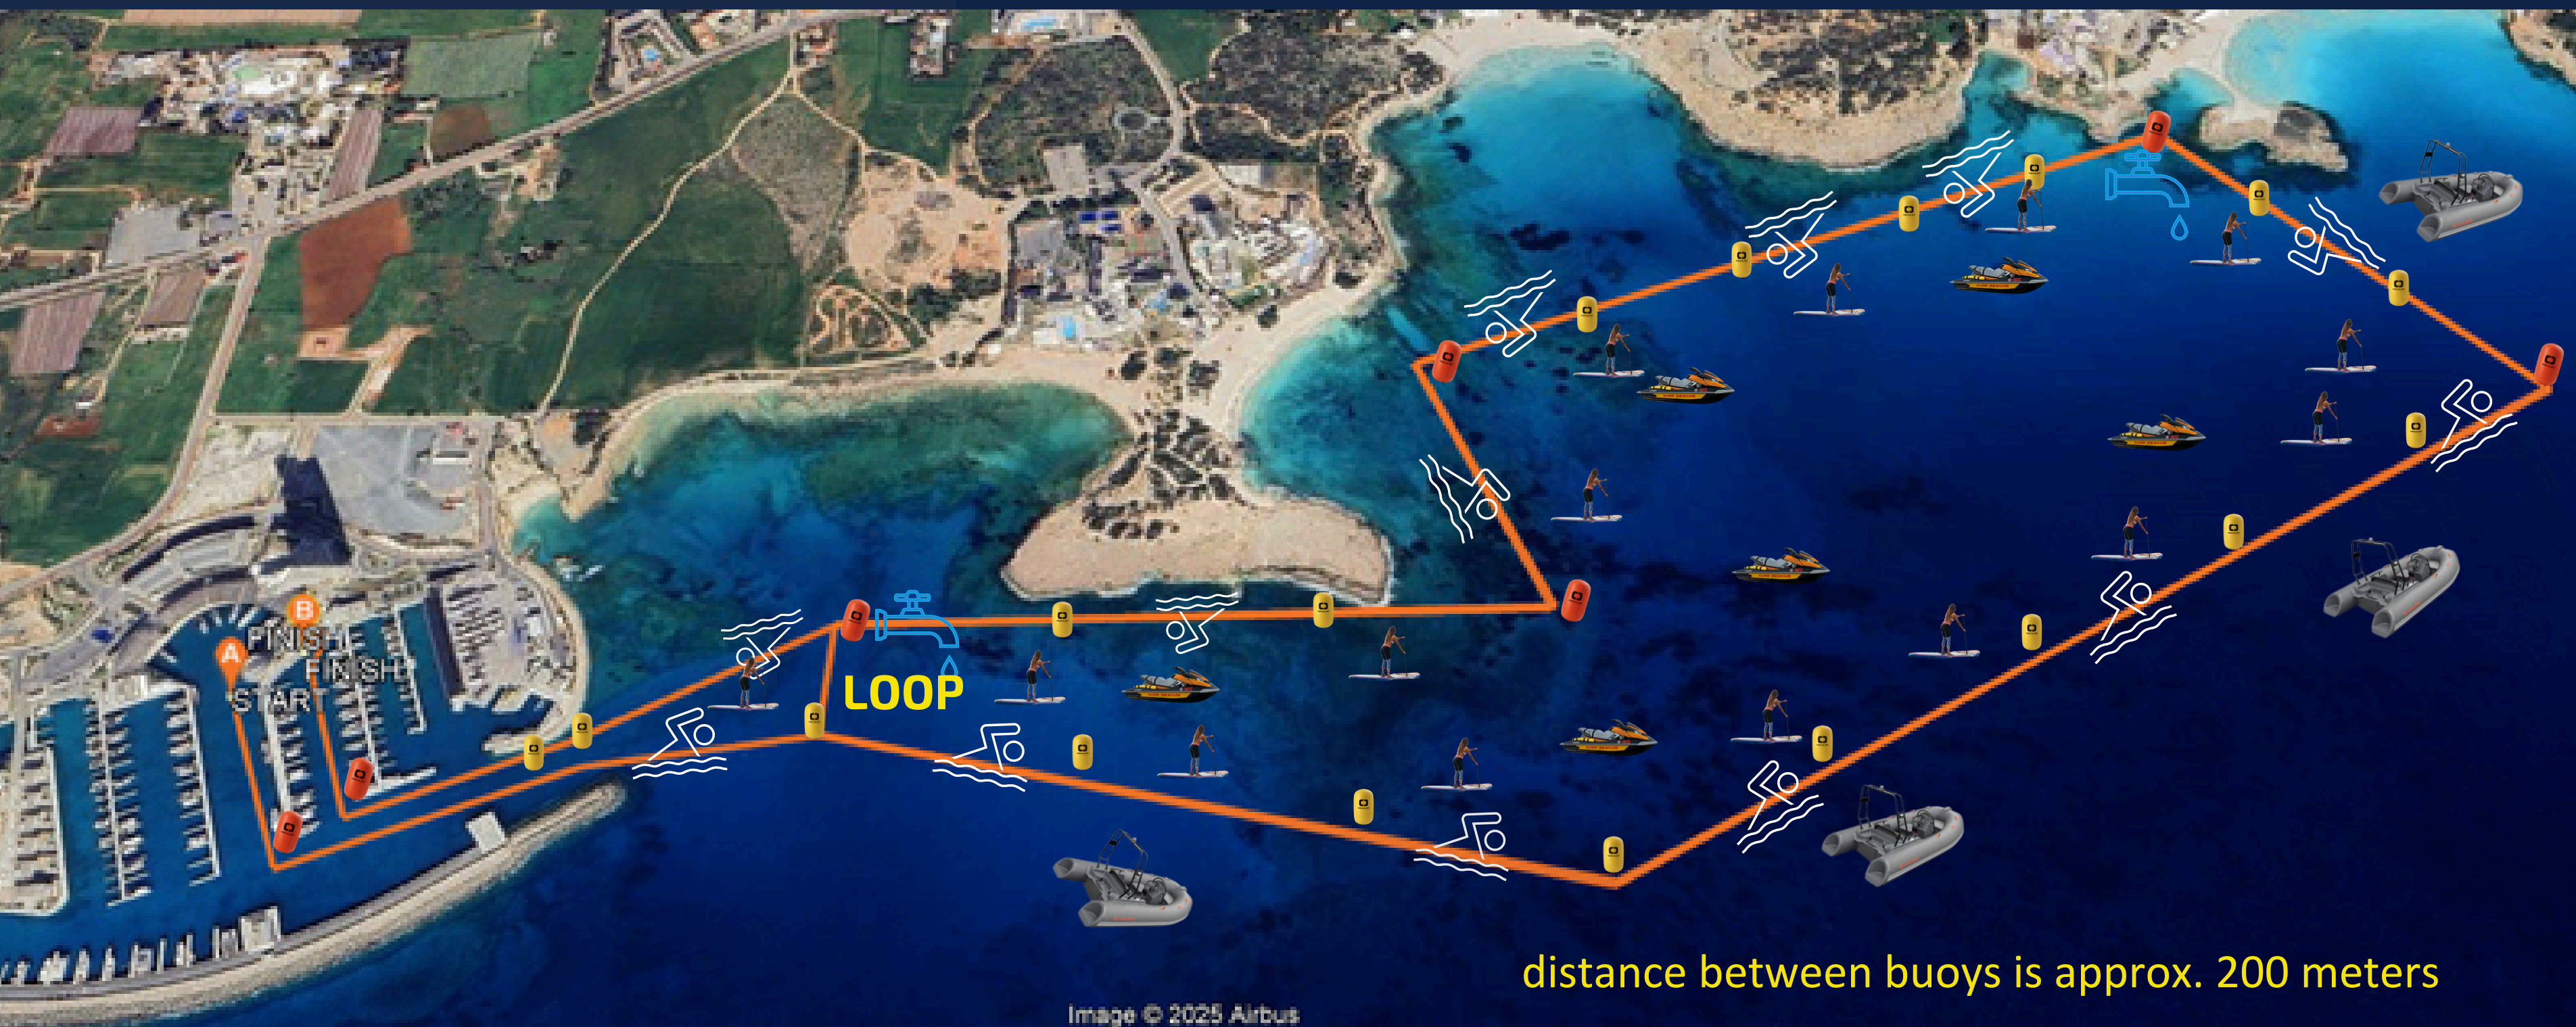 B
FINISH
A
FINISH
START
LOOP
distance between buoys is approx. 200 meters
Image © 2025 Airbus